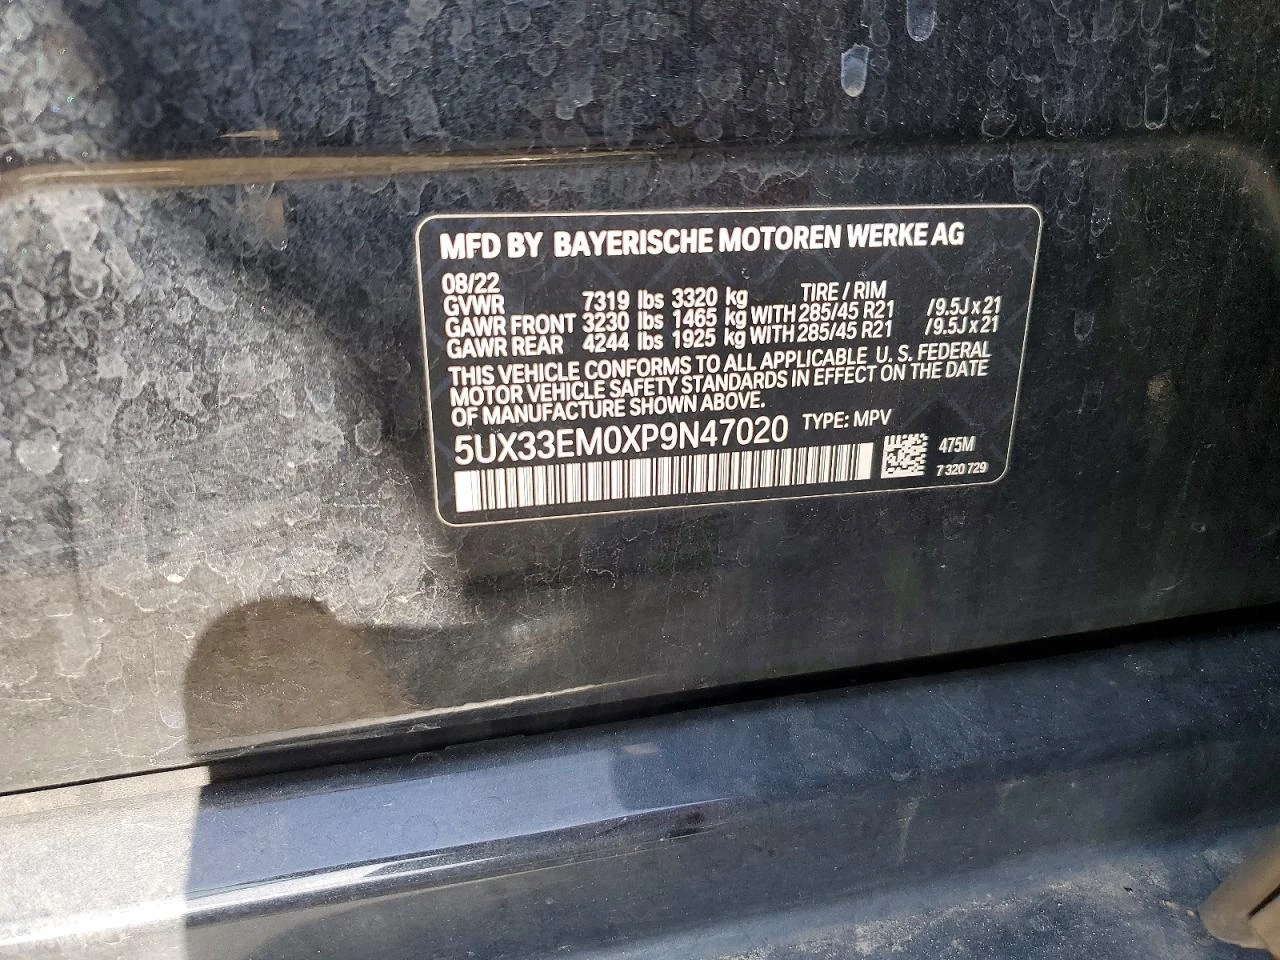 MFD BY BAYERISCHE MOTOREN WERKE AG
08/22 TIRE / RIM
GVWR 7319 lbs 3320 kg
GAWR FRONT 3230 lbs 1465 kg WITH 285/45 R21 /9.5J x 21
GAWR REAR 4244 lbs 1925 kg WITH 285/45 R21 /9.5J x 21
THIS VEHICLE CONFORMS TO ALL APPLICABLE U. S. FEDERAL
MOTOR VEHICLE SAFETY STANDARDS IN EFFECT ON THE DATE
OF MANUFACTURE SHOWN ABOVE.
5UX33EM0XP9N47020 TYPE: MPV
475M
7 320 729